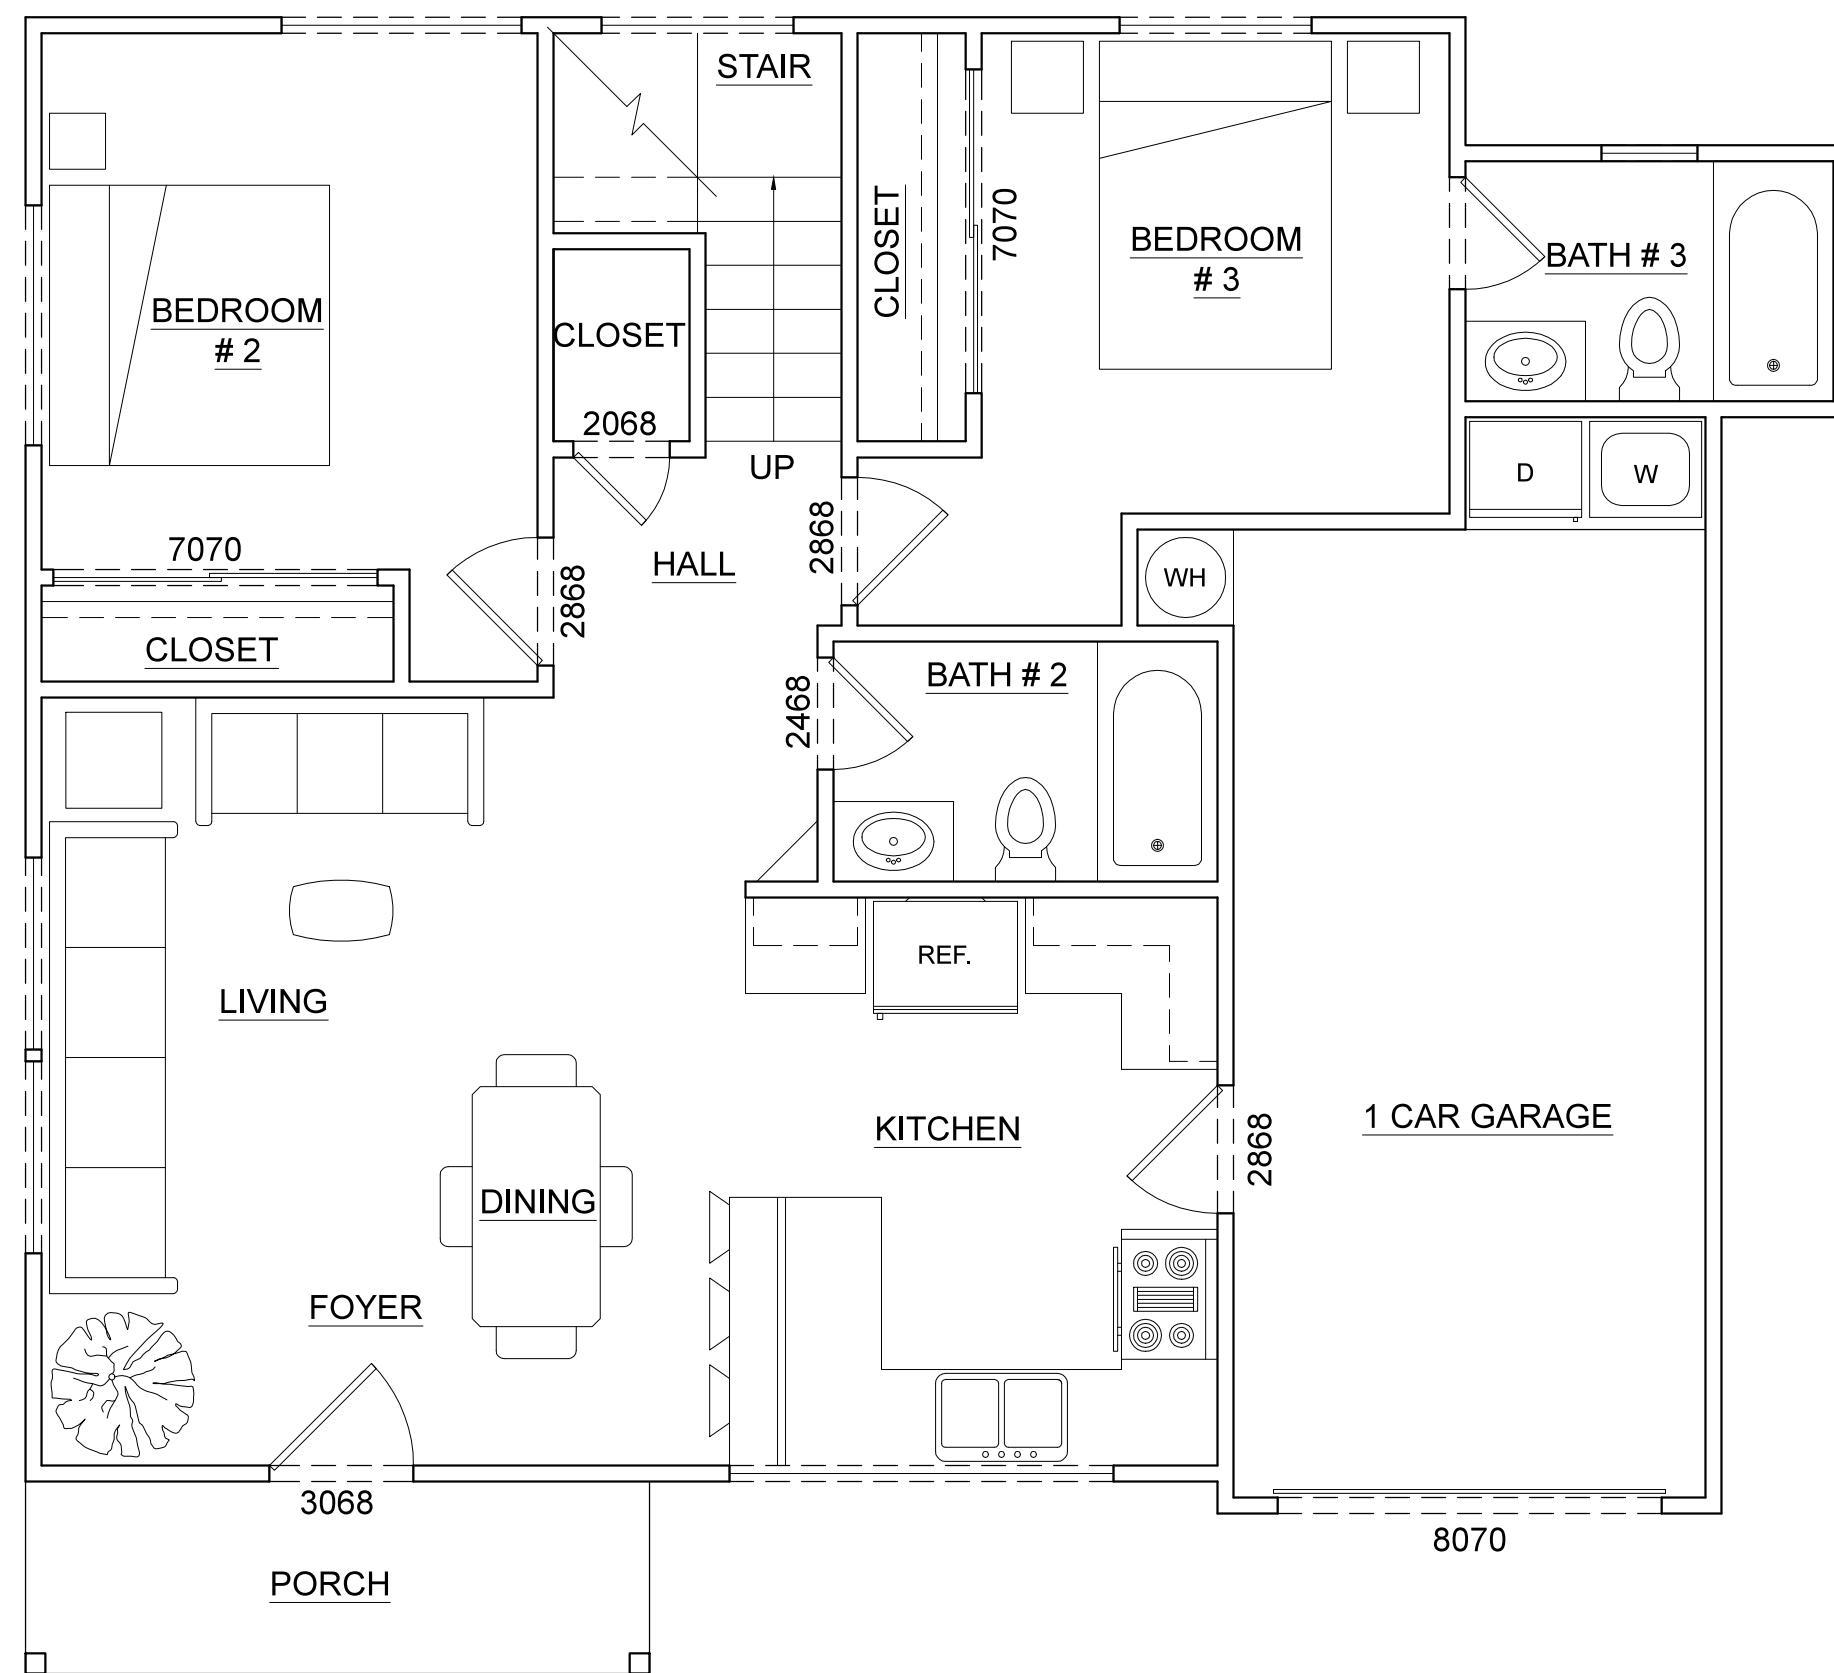 STAIR
CLOSET
7070
BEDROOM
# 3
BATH # 3
BEDROOM
# 2
CLOSET
2068
UP
D
W
7070
HALL
2868
2868
WH
CLOSET
BATH # 2
2468
REF.
LIVING
KITCHEN
2868
1 CAR GARAGE
DINING
FOYER
3068
8070
PORCH